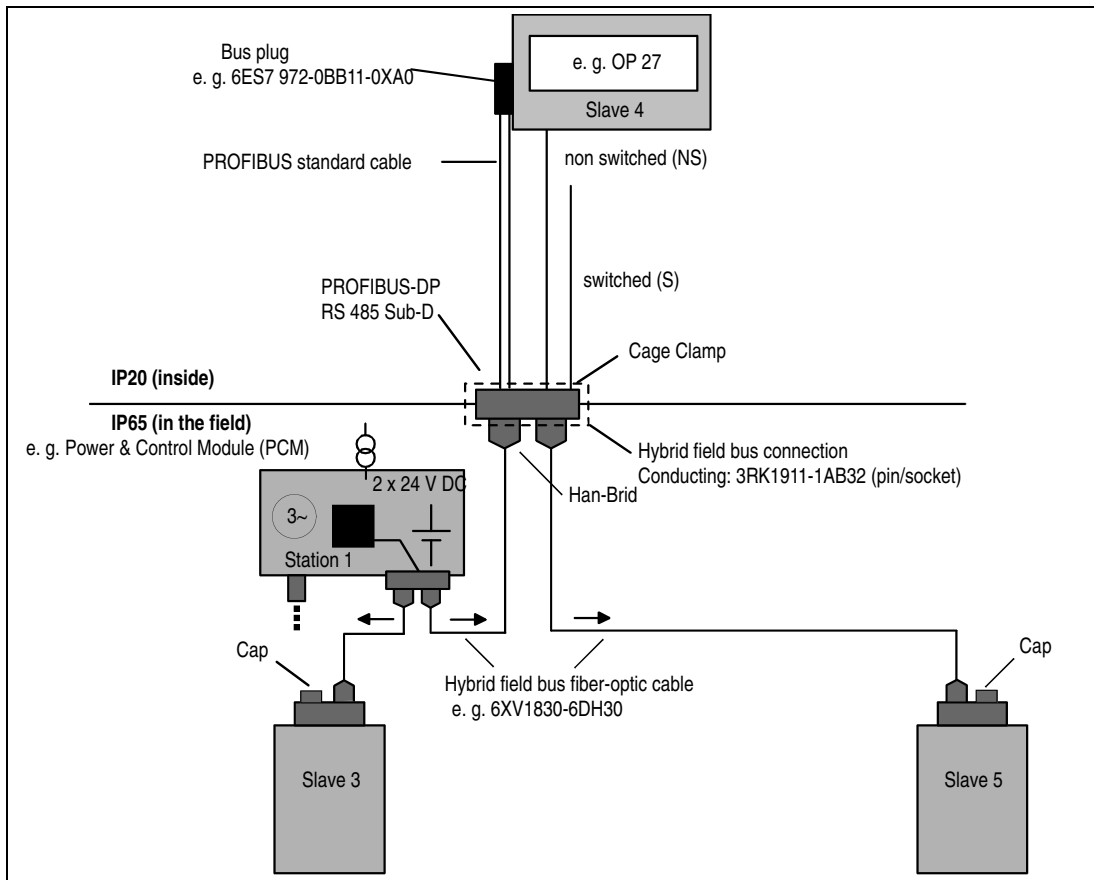 Bus plug
e. g. 6ES7 972-0BB11-0XA0
e. g. OP 27
Slave 4
PROFIBUS standard cable
non switched (NS)
switched (S)
PROFIBUS-DP
RS 485 Sub-D
Cage Clamp
IP20 (inside)
IP65 (in the field)
e. g. Power & Control Module (PCM)
Hybrid field bus connection
Conducting: 3RK1911-1AB32 (pin/socket)
Han-Brid
2 x 24 V DC
3~
Station 1
Cap
Hybrid field bus fiber-optic cable
e. g. 6XV1830-6DH30
Cap
Slave 3
Slave 5